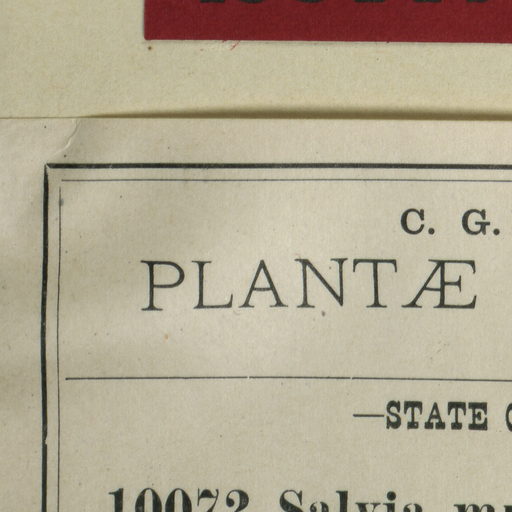 C. G.
PLANTÆ
—STATE
10072 Salvia